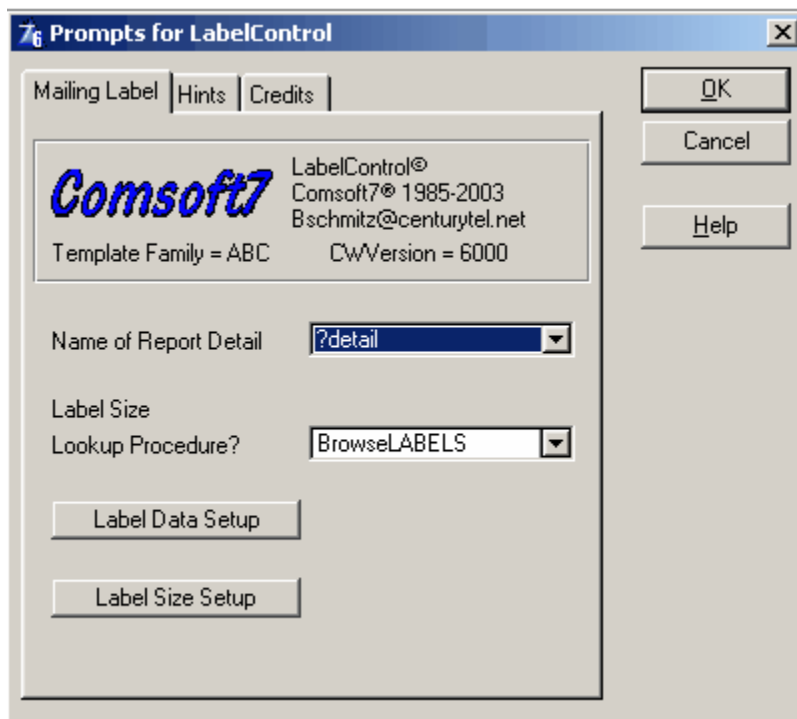 76 Prompts for LabelControl
Mailing Label Hints Credits
OK
Cancel
Help
Comsoft7
LabelControl©
Comsoft7® 1985-2003
Bschmitz@centurytel.net
Template Family = ABC CWVersion = 6000
Name of Report Detail ?detail
Label Size
Lookup Procedure? BrowseLABELS
Label Data Setup
Label Size Setup